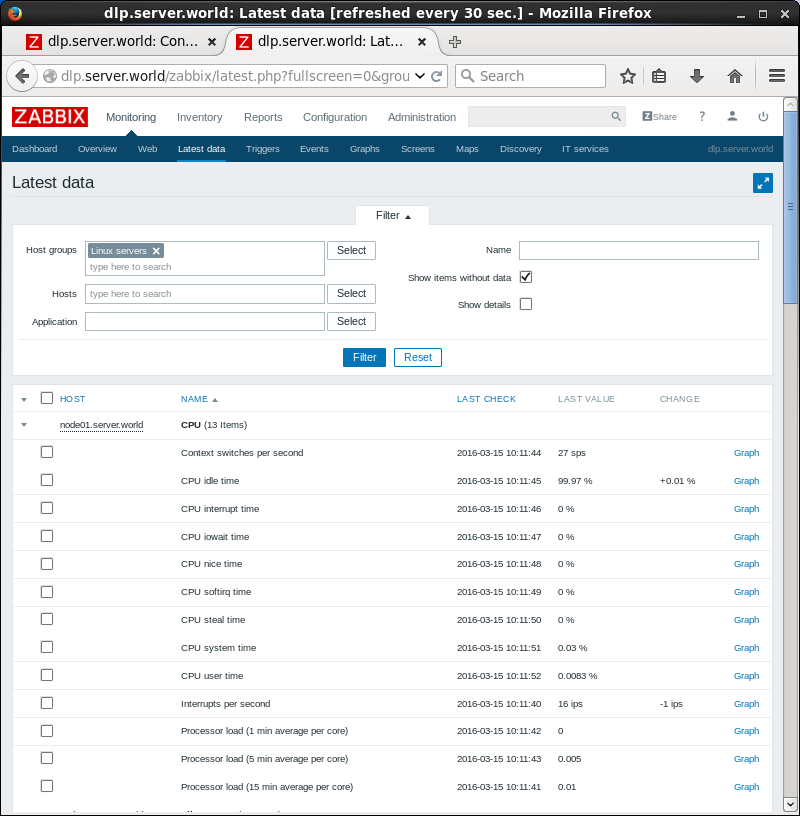 dlp.server.world: Latest data [refreshed every 30 sec.] - Mozilla Firefox
Z dlp.server.world: Con... Z dlp.server.world: Lat...
dlp.server.world/zabbix/latest.php?fullscreen=0&grou Search
ZABBIX Monitoring Inventory Reports Configuration Administration Z Share ?
Dashboard Overview Web Latest data Triggers Events Graphs Screens Maps Discovery IT services dlp.server.world
Latest data
Filter
Host groups Linux servers Select Name
type here to search
Show items without data
Hosts type here to search Select
Show details
Application Select
Filter Reset
HOST NAME LAST CHECK LAST VALUE CHANGE
node01.server.world CPU (13 Items)
Context switches per second 2016-03-15 10:11:44 27 sps Graph
CPU idle time 2016-03-15 10:11:45 99.97 % +0.01 % Graph
CPU interrupt time 2016-03-15 10:11:46 0 % Graph
CPU iowait time 2016-03-15 10:11:47 0 % Graph
CPU nice time 2016-03-15 10:11:48 0 % Graph
CPU softirq time 2016-03-15 10:11:49 0 % Graph
CPU steal time 2016-03-15 10:11:50 0 % Graph
CPU system time 2016-03-15 10:11:51 0.03 % Graph
CPU user time 2016-03-15 10:11:52 0.0083 % Graph
Interrupts per second 2016-03-15 10:11:40 16 ips -1 ips Graph
Processor load (1 min average per core) 2016-03-15 10:11:42 0 Graph
Processor load (5 min average per core) 2016-03-15 10:11:43 0.005 Graph
Processor load (15 min average per core) 2016-03-15 10:11:41 0.01 Graph